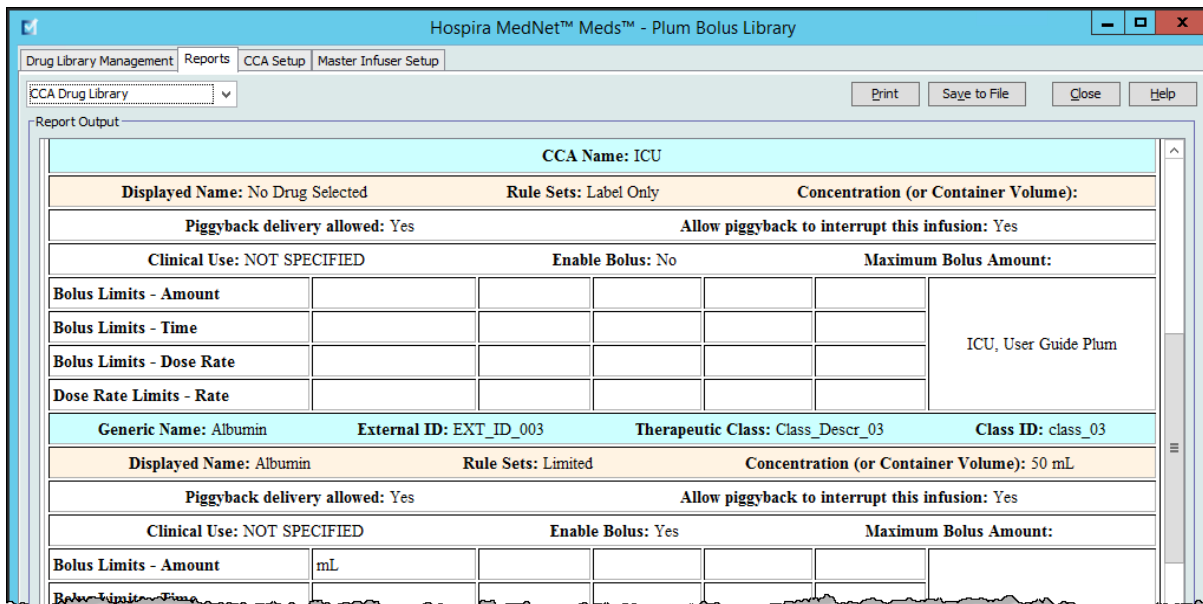 Hospira MedNet™ Meds™ - Plum Bolus Library
Drug Library Management Reports CCA Setup Master Infuser Setup
CCA Drug Library Print Save to File Close Help
Report Output
CCA Name: ICU
Displayed Name: No Drug Selected Rule Sets: Label Only Concentration (or Container Volume):
Piggyback delivery allowed: Yes Allow piggyback to interrupt this infusion: Yes
Clinical Use: NOT SPECIFIED Enable Bolus: No Maximum Bolus Amount:
Bolus Limits - Amount
Bolus Limits - Time
ICU, User Guide Plum
Bolus Limits - Dose Rate
Dose Rate Limits - Rate
Generic Name: Albumin External ID: EXT_ID_003 Therapeutic Class: Class_Descr_03 Class ID: class_03
Displayed Name: Albumin Rule Sets: Limited Concentration (or Container Volume): 50 mL
Piggyback delivery allowed: Yes Allow piggyback to interrupt this infusion: Yes
Clinical Use: NOT SPECIFIED Enable Bolus: Yes Maximum Bolus Amount:
Bolus Limits - Amount mL
Bolus Limits - Time